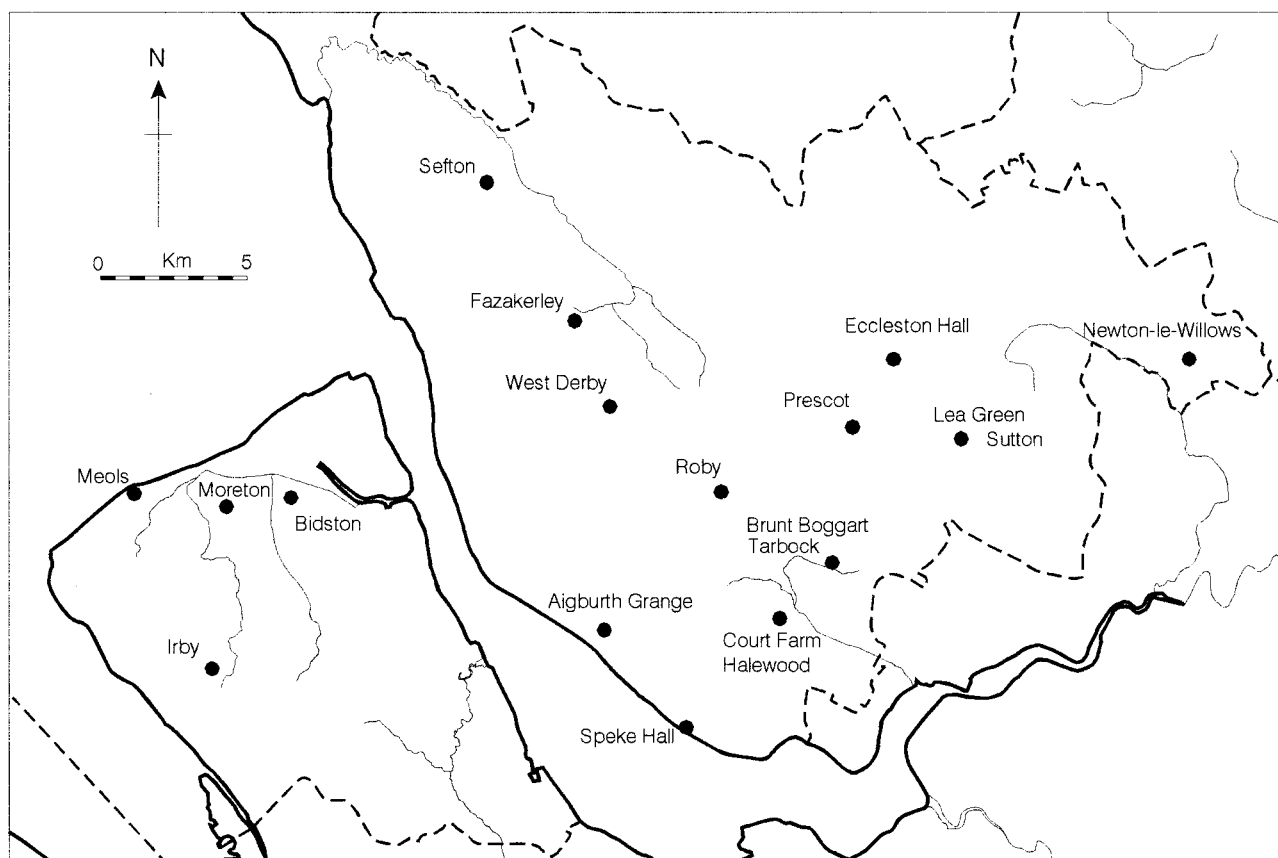 N
0 Km 5
Sefton
Fazakerley
Eccleston Hall
Newton-le-Willows
West Derby
Prescot
Lea Green
Sutton
Meols
Moreton
Bidston
Roby
Brunt Boggart
Tarbock
Aigburth Grange
Court Farm
Halewood
Irby
Speke Hall